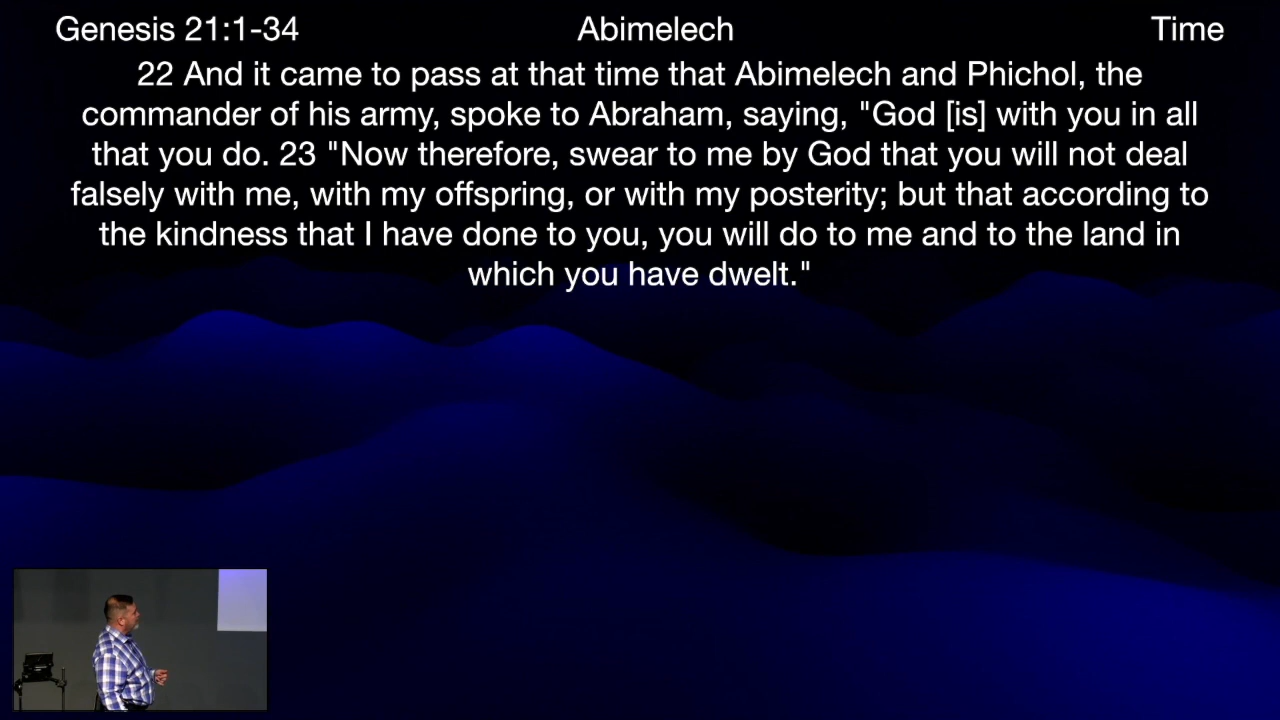 Genesis 21:1-34 Abimelech Time
22 And it came to pass at that time that Abimelech and Phichol, the
commander of his army, spoke to Abraham, saying, "God [is] with you in all
that you do. 23 "Now therefore, swear to me by God that you will not deal
falsely with me, with my offspring, or with my posterity; but that according to
the kindness that I have done to you, you will do to me and to the land in
which you have dwelt."